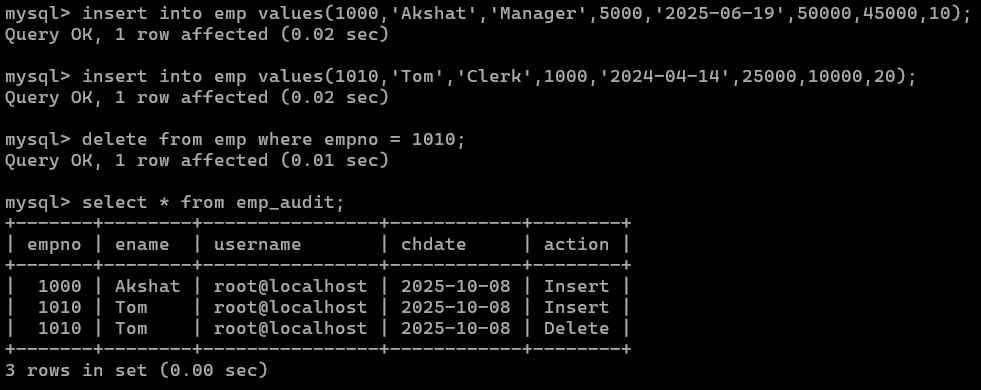 mysql> insert into emp values(1000,'Akshat','Manager',5000,'2025-06-19',50000,45000,10);
Query OK, 1 row affected (0.02 sec)

mysql> insert into emp values(1010,'Tom','Clerk',1000,'2024-04-14',25000,10000,20);
Query OK, 1 row affected (0.02 sec)

mysql> delete from emp where empno = 1010;
Query OK, 1 row affected (0.01 sec)

mysql> select * from emp_audit;
+-------+--------+----------------+------------+--------+
| empno | ename  | username       | chdate     | action |
+-------+--------+----------------+------------+--------+
|  1000 | Akshat | root@localhost | 2025-10-08 | Insert |
|  1010 | Tom    | root@localhost | 2025-10-08 | Insert |
|  1010 | Tom    | root@localhost | 2025-10-08 | Delete |
+-------+--------+----------------+------------+--------+
3 rows in set (0.00 sec)